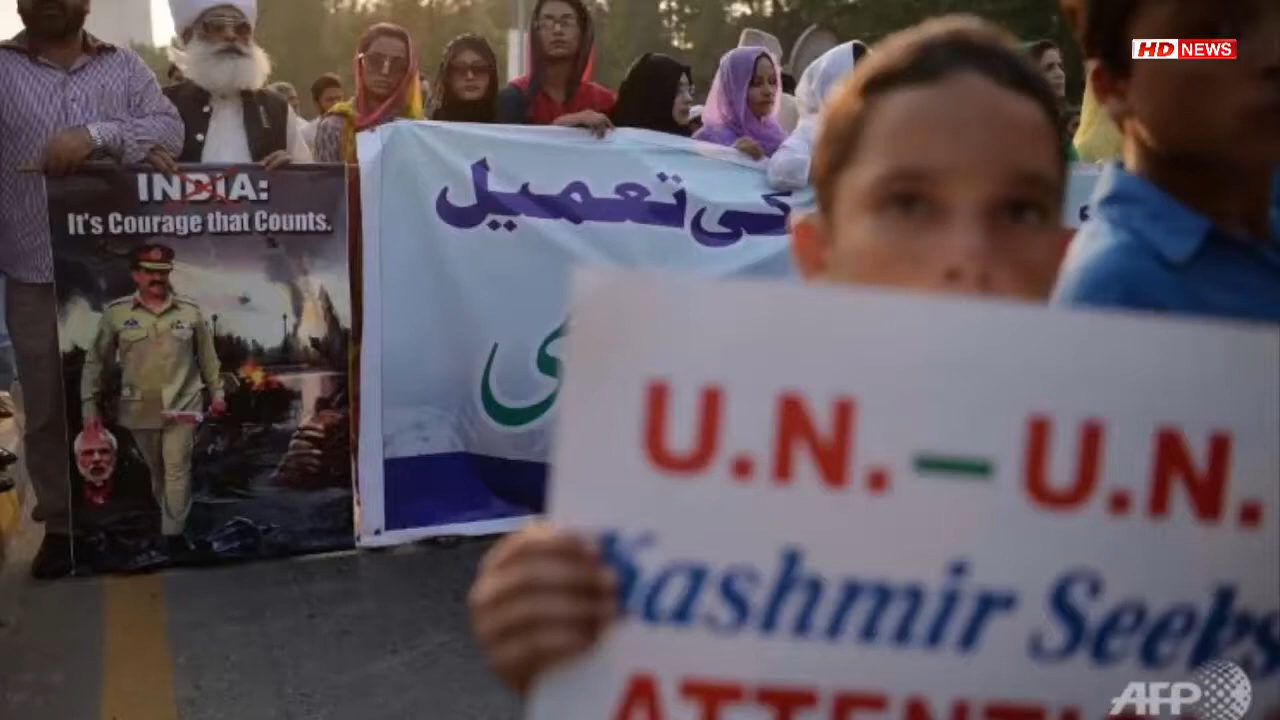 HD NEWS
INDIA:
It's Courage that Counts.
کی تعمیل
U.N. – U.N.
Kashmir Seeks
AFP